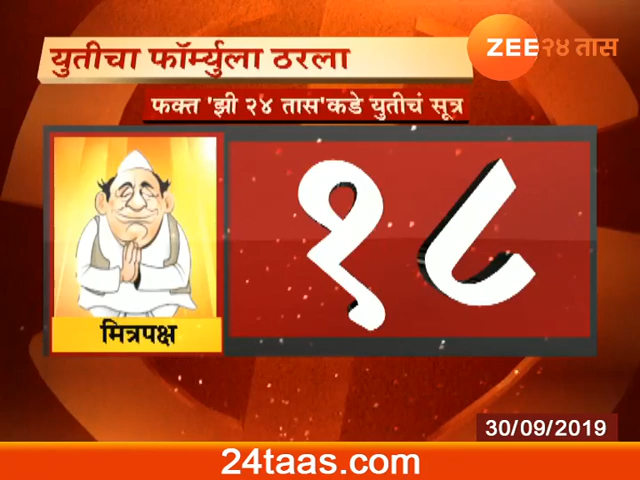 युतीचा फॉर्म्युला ठरला
ZEE २४ तास
फक्त 'झी २४ तास'कडे युतीचं सूत्र
१८
मित्रपक्ष
30/09/2019
24taas.com